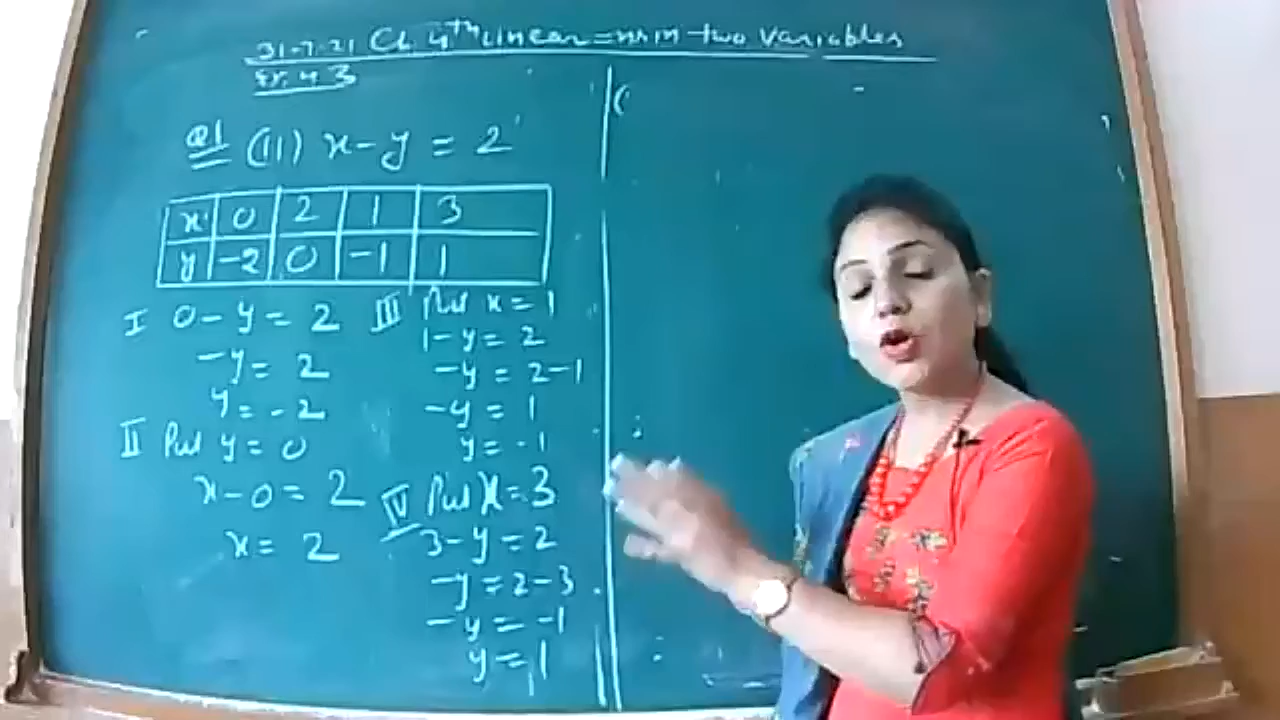 31-7-21 Ch 4th Linear = ns in two variables
Ex. 4.3
Q1 (ii) x-y = 2
x 0 2 1 3
y -2 0 -1 1
I 0-y = 2
-y = 2
y = -2
II Put y = 0
x-0 = 2
x = 2
III Put x = 1
1-y = 2
-y = 2-1
-y = 1
y = -1
IV Put x = 3
3-y = 2
-y = 2-3
-y = -1
y = 1